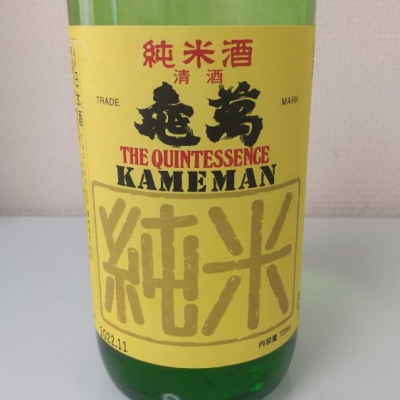 純米酒
清酒
TRADE MARK
亀萬
THE QUINTESSENCE
KAMEMAN
純米
2022.11
内容量 720ml